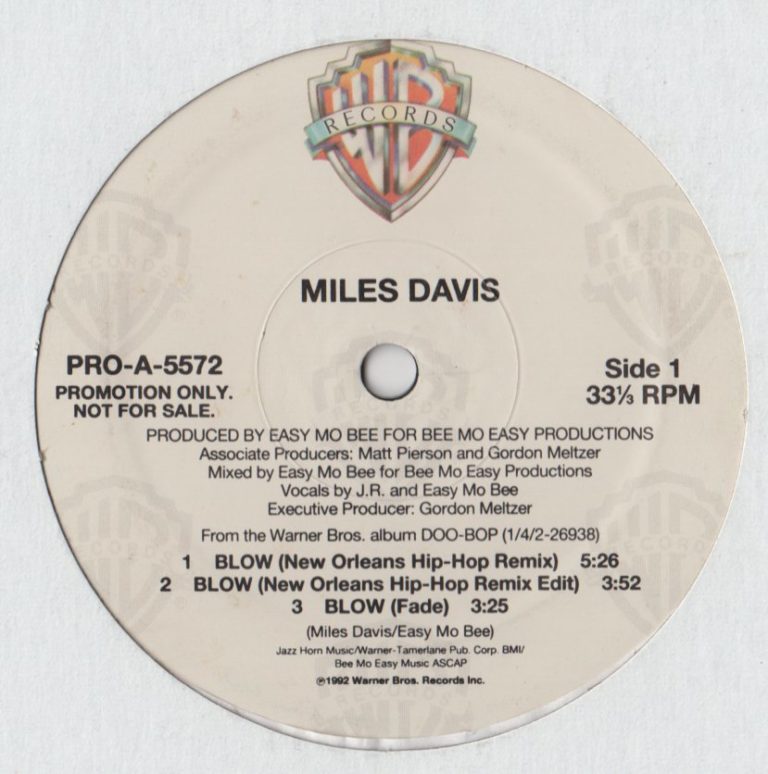 WB
RECORDS
MILES DAVIS
PRO-A-5572
PROMOTION ONLY.
NOT FOR SALE.
Side 1
33⅓ RPM
PRODUCED BY EASY MO BEE FOR BEE MO EASY PRODUCTIONS
Associate Producers: Matt Pierson and Gordon Meltzer
Mixed by Easy Mo Bee for Bee Mo Easy Productions
Vocals by J.R. and Easy Mo Bee
Executive Producer: Gordon Meltzer
From the Warner Bros. album DOO-BOP (1/4/2-26938)
1 BLOW (New Orleans Hip-Hop Remix) 5:26
2 BLOW (New Orleans Hip-Hop Remix Edit) 3:52
3 BLOW (Fade) 3:25
(Miles Davis/Easy Mo Bee)
Jazz Horn Music/Warner-Tamerlane Pub. Corp. BMI/
Bee Mo Easy Music ASCAP
℗1992 Warner Bros. Records Inc.